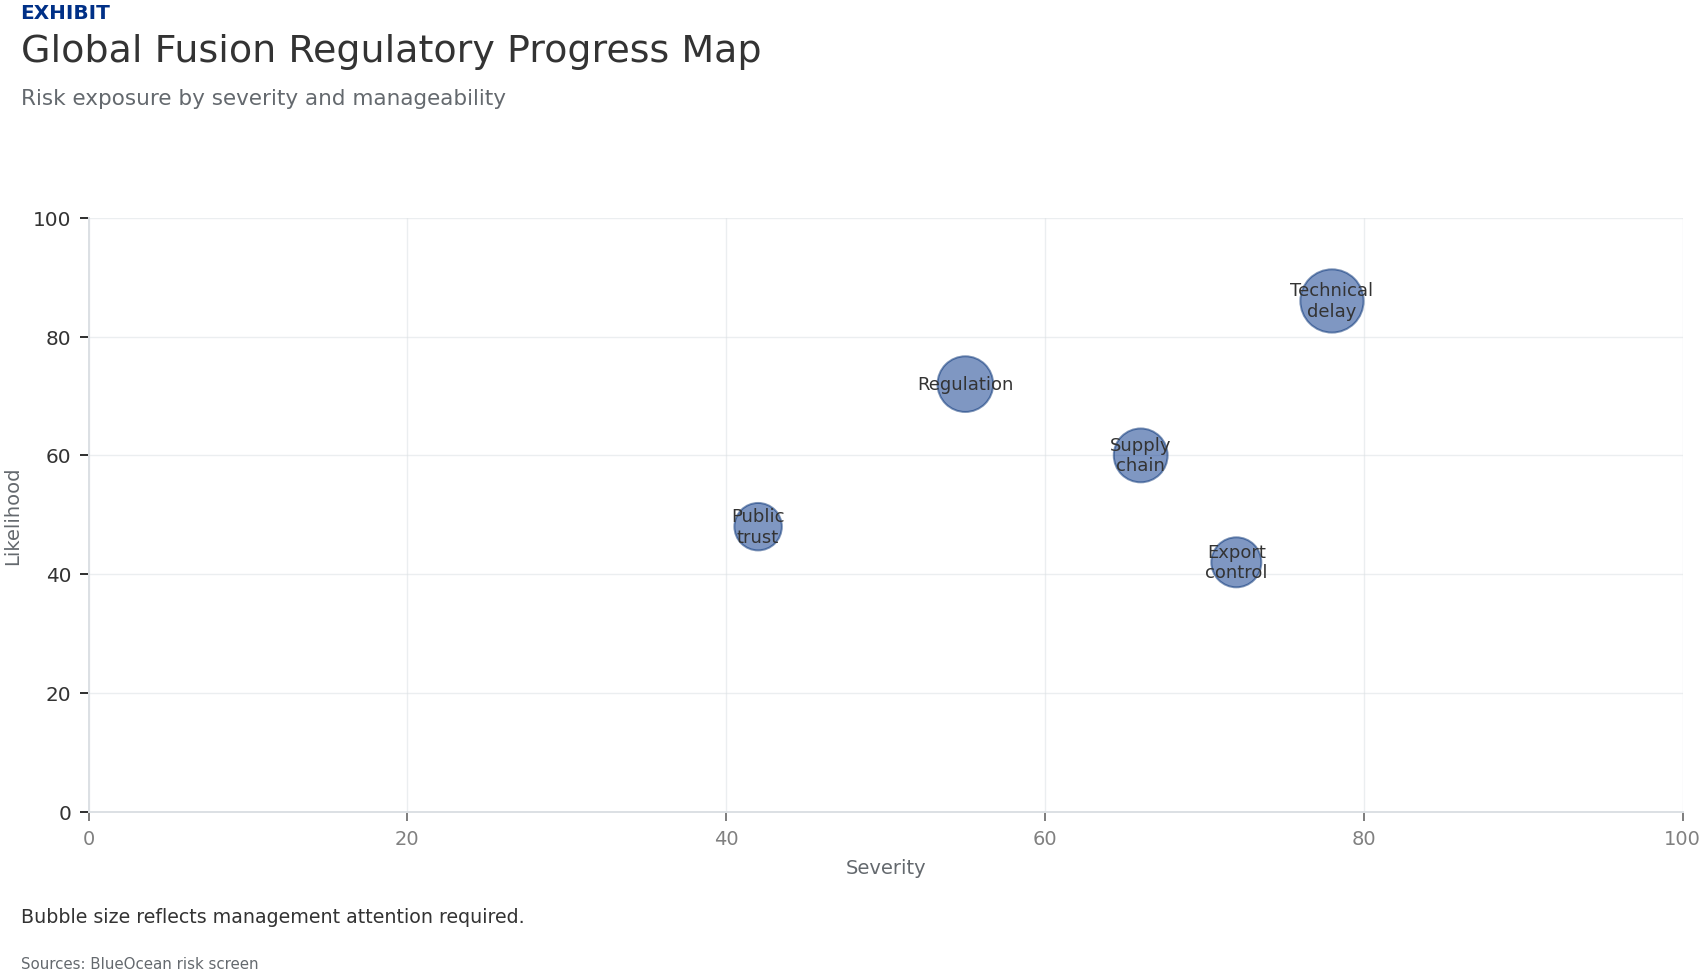 EXHIBIT
Global Fusion Regulatory Progress Map
Risk exposure by severity and manageability
100
80
60
40
20
0
Likelihood
Technical
delay
Regulation
Supply
chain
Public
trust
Export
control
0
20
40
60
80
100
Severity
Bubble size reflects management attention required.
Sources: BlueOcean risk screen